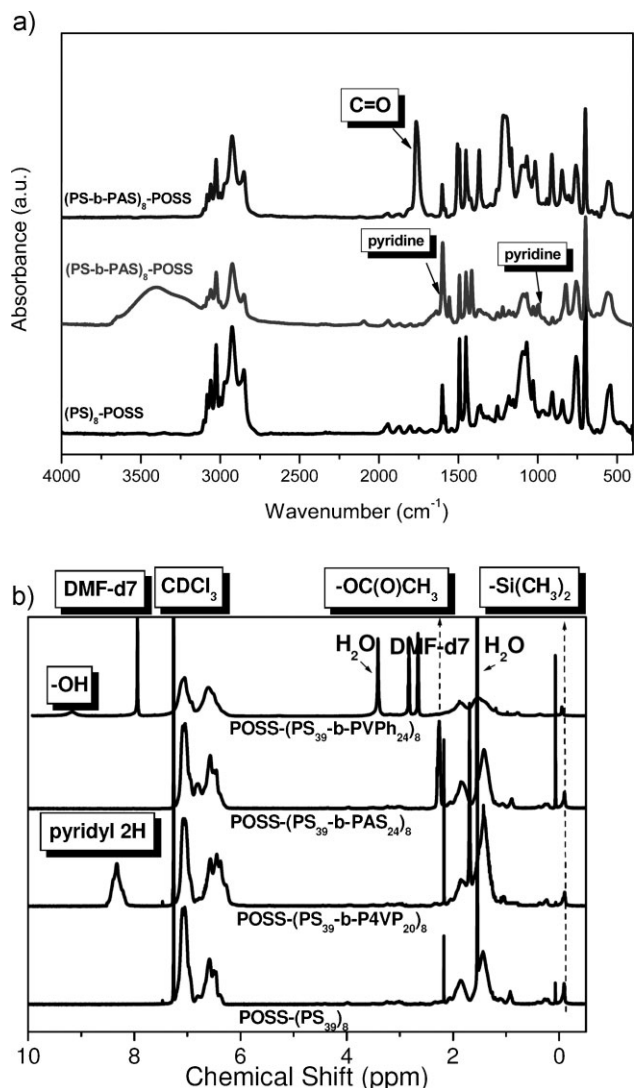 a)
C=O
(PS-b-PAS)₈-POSS
pyridine
pyridine
(PS-b-PAS)₈-POSS
(PS)₈-POSS
Absorbance (a.u.)
4000 3500 3000 2500 2000 1500 1000 500
Wavenumber (cm⁻¹)
b)
DMF-d7 CDCl₃ -OC(O)CH₃ -Si(CH₃)₂
H₂O DMF-d7 H₂O
-OH
POSS-(PS₃₉-b-PVPh₂₄)₈
POSS-(PS₃₉-b-PAS₂₄)₈
pyridyl 2H
POSS-(PS₃₉-b-P4VP₂₀)₈
POSS-(PS₃₉)₈
10 8 6 4 2 0
Chemical Shift (ppm)